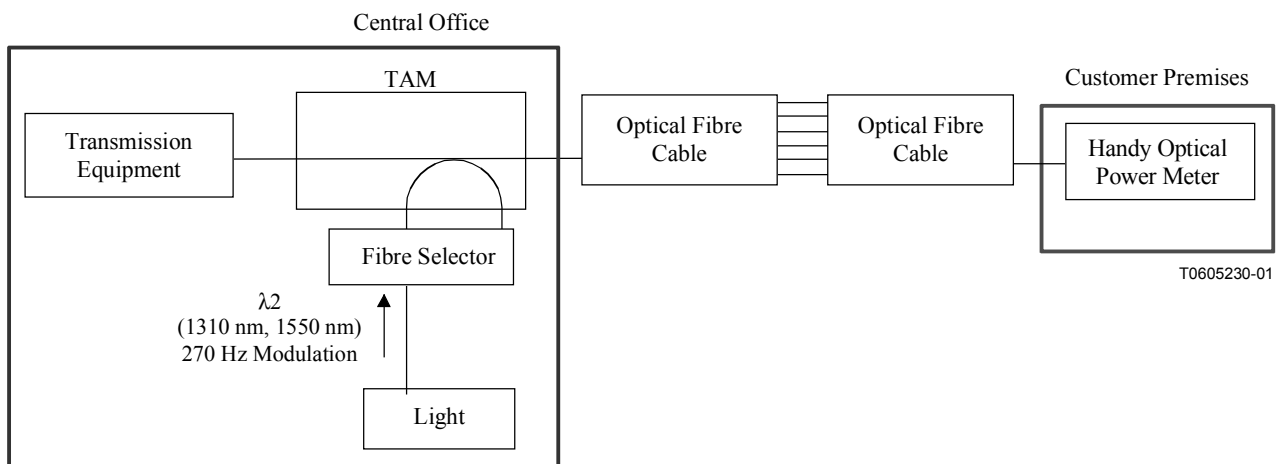 Central Office
TAM
Customer Premises
Transmission
Equipment
Optical Fibre
Cable
Optical Fibre
Cable
Handy Optical
Power Meter
Fibre Selector
T0605230-01
λ2
(1310 nm, 1550 nm)
270 Hz Modulation
Light